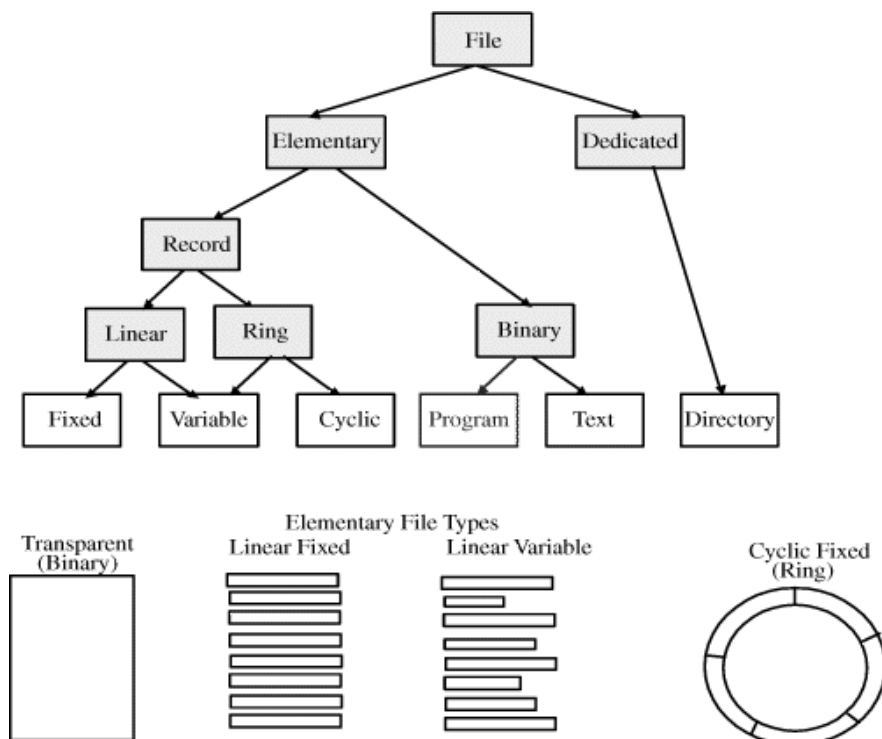 File
Elementary
Dedicated
Record
Linear
Ring
Binary
Fixed
Variable
Cyclic
Program
Text
Directory
Elementary File Types
Transparent
(Binary)
Linear Fixed
Linear Variable
Cyclic Fixed
(Ring)